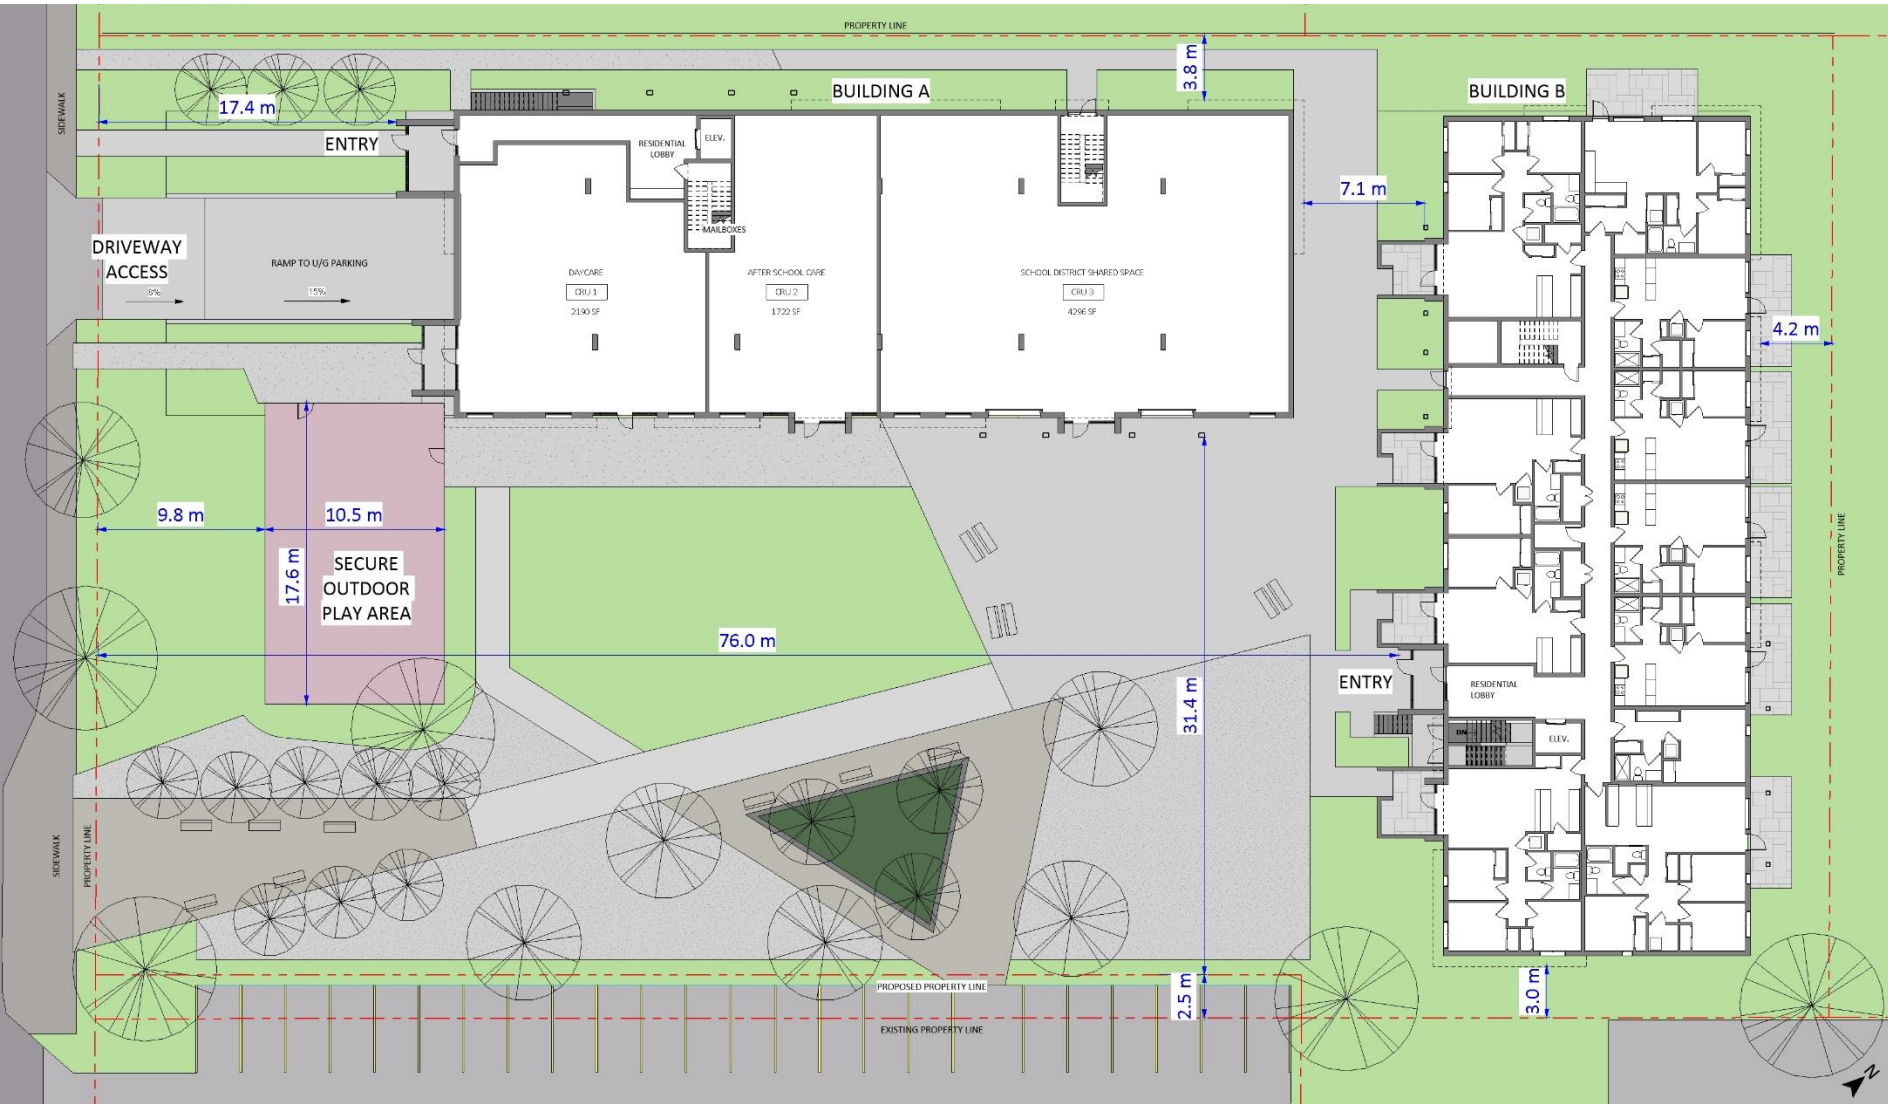 PROPERTY LINE
3.8 m
BUILDING A
BUILDING B
SIDEWALK
17.4 m
ENTRY
RESIDENTIAL
LOBBY
ELEV.
MAILBOXES
7.1 m
DRIVEWAY
ACCESS
8%
RAMP TO U/G PARKING
15%
DAYCARE
CRU 1
2190 SF
AFTER SCHOOL CARE
CRU 2
1722 SF
SCHOOL DISTRICT SHARED SPACE
CRU 3
4296 SF
4.2 m
9.8 m
10.5 m
17.6 m
SECURE
OUTDOOR
PLAY AREA
PROPERTY LINE
76.0 m
ENTRY
RESIDENTIAL
LOBBY
31.4 m
DN
ELEV.
SIDEWALK
PROPERTY LINE
PROPOSED PROPERTY LINE
2.5 m
3.0 m
EXISTING PROPERTY LINE
N